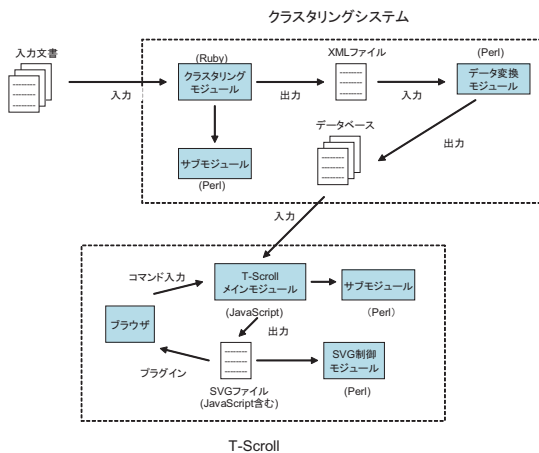 クラスタリングシステム
入力文書
(Ruby)
クラスタリング
モジュール
XMLファイル
(Perl)
データ変換
モジュール
入力
出力
入力
出力
データベース
サブモジュール
(Perl)
入力
コマンド入力
T-Scroll
メインモジュール
(JavaScript)
サブモジュール
(Perl)
ブラウザ
出力
プラグイン
SVG制御
モジュール
(Perl)
SVGファイル
(JavaScript含む)
T-Scroll